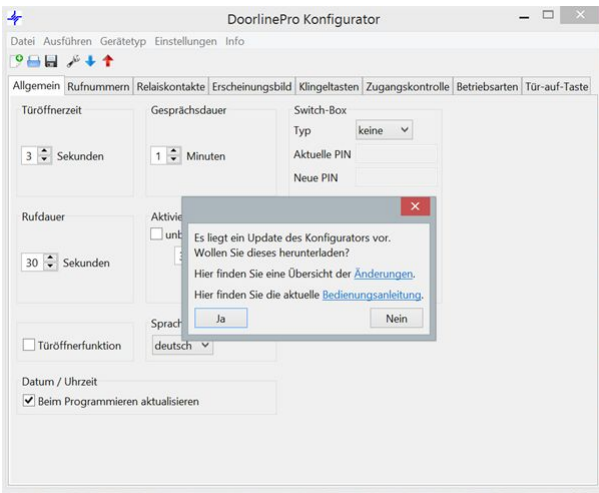 DoorlinePro Konfigurator
Datei Ausführen Gerätetyp Einstellungen Info
Allgemein Rufnummern Relaiskontakte Erscheinungsbild Klingeltasten Zugangskontrolle Betriebsarten Tür-auf-Taste
Türöffnerzeit Gesprächsdauer Switch-Box
Typ keine
3 Sekunden 1 Minuten Aktuelle PIN
Neue PIN
Rufdauer
Es liegt ein Update des Konfigurators vor.
Wollen Sie dieses herunterladen?
30 Sekunden
Hier finden Sie eine Übersicht der Änderungen.
Hier finden Sie die aktuelle Bedienungsanleitung.
Ja Nein
Türöffnerfunktion deutsch
Datum / Uhrzeit
Beim Programmieren aktualisieren